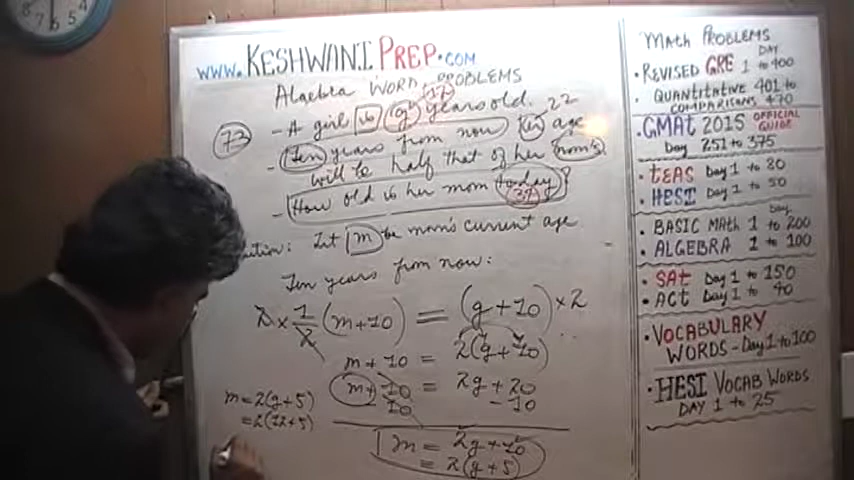 WWW.KESHWANIPREP.COM
Algebra WORD PROBLEMS
73 - A girl is "g" years old.
22
- Ten years from now her age
will be half that of her mom's.
- How old is her mom today?
34
Let m be mom's current age
Ten years from now:
2 × 1/2 (m+10) = (g+10) × 2
m+10 = 2(g+10)
m+10 = 2g+20
- 10 - 10
m = 2g+10
= 2(g+5)
m = 2(g+5)
= 2(12+5)
MATH PROBLEMS
DAY
• REVISED GRE 1 to 400
• QUANTITATIVE 401 to
COMPARISONS 470
• GMAT 2015 OFFICIAL GUIDE
Day 251 to 375
• TEAS Day 1 to 80
• HESI Day 1 to 50
Day
• BASIC MATH 1 to 200
• ALGEBRA 1 to 100
• SAT Day 1 to 150
• ACT Day 1 to 40
• VOCABULARY
WORDS - Day 1 to 100
• HESI VOCAB WORDS
DAY 1 to 25